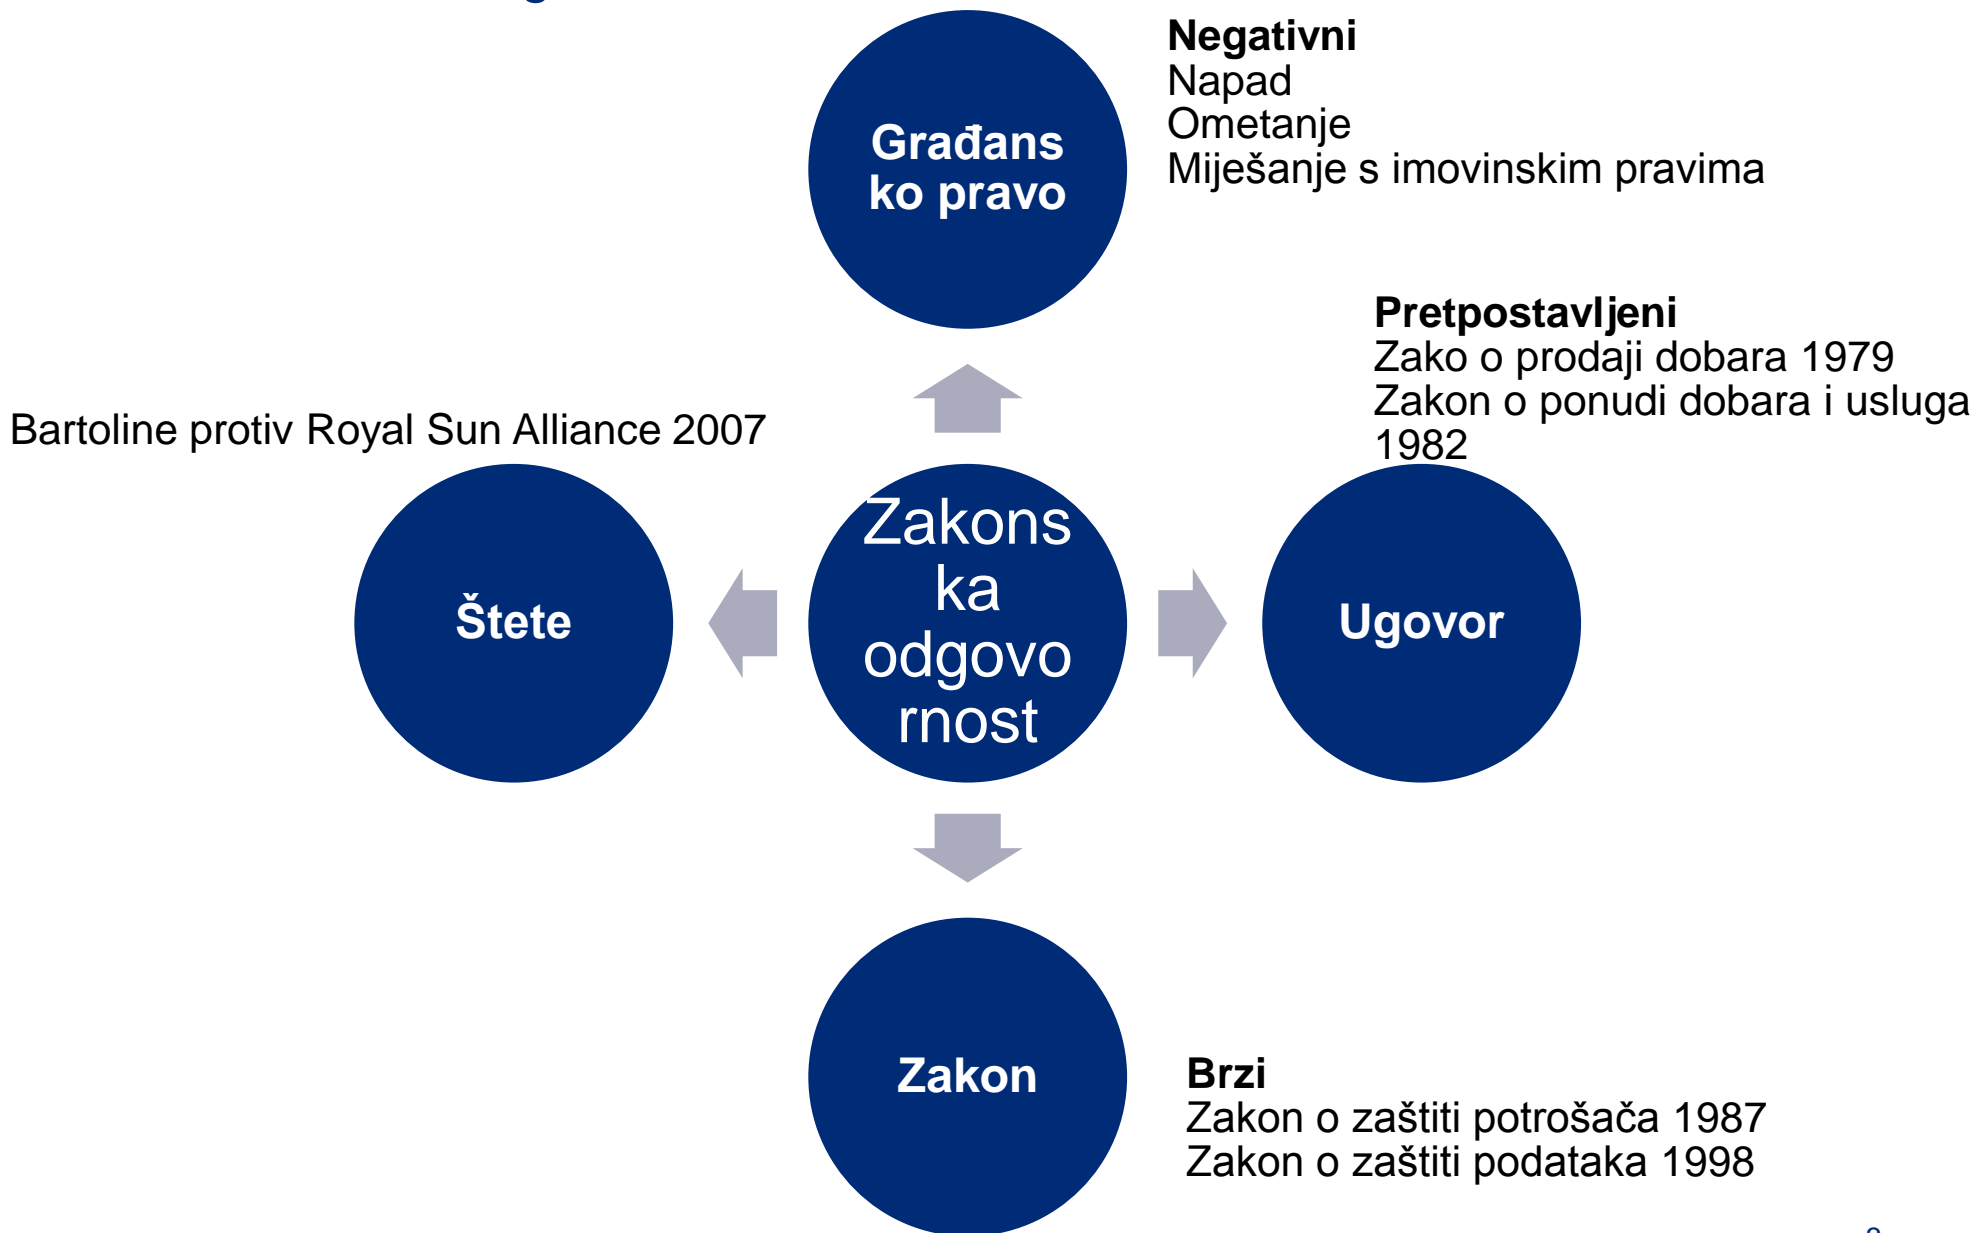 Građans
ko pravo
Negativni
Napad
Ometanje
Miješanje s imovinskim pravima
Pretpostavljeni
Zako o prodaji dobara 1979
Zakon o ponudi dobara i usluga
1982
Bartoline protiv Royal Sun Alliance 2007
Štete
Zakons
ka
odgovo
rnost
Ugovor
Zakon
Brzi
Zakon o zaštiti potrošača 1987
Zakon o zaštiti podataka 1998